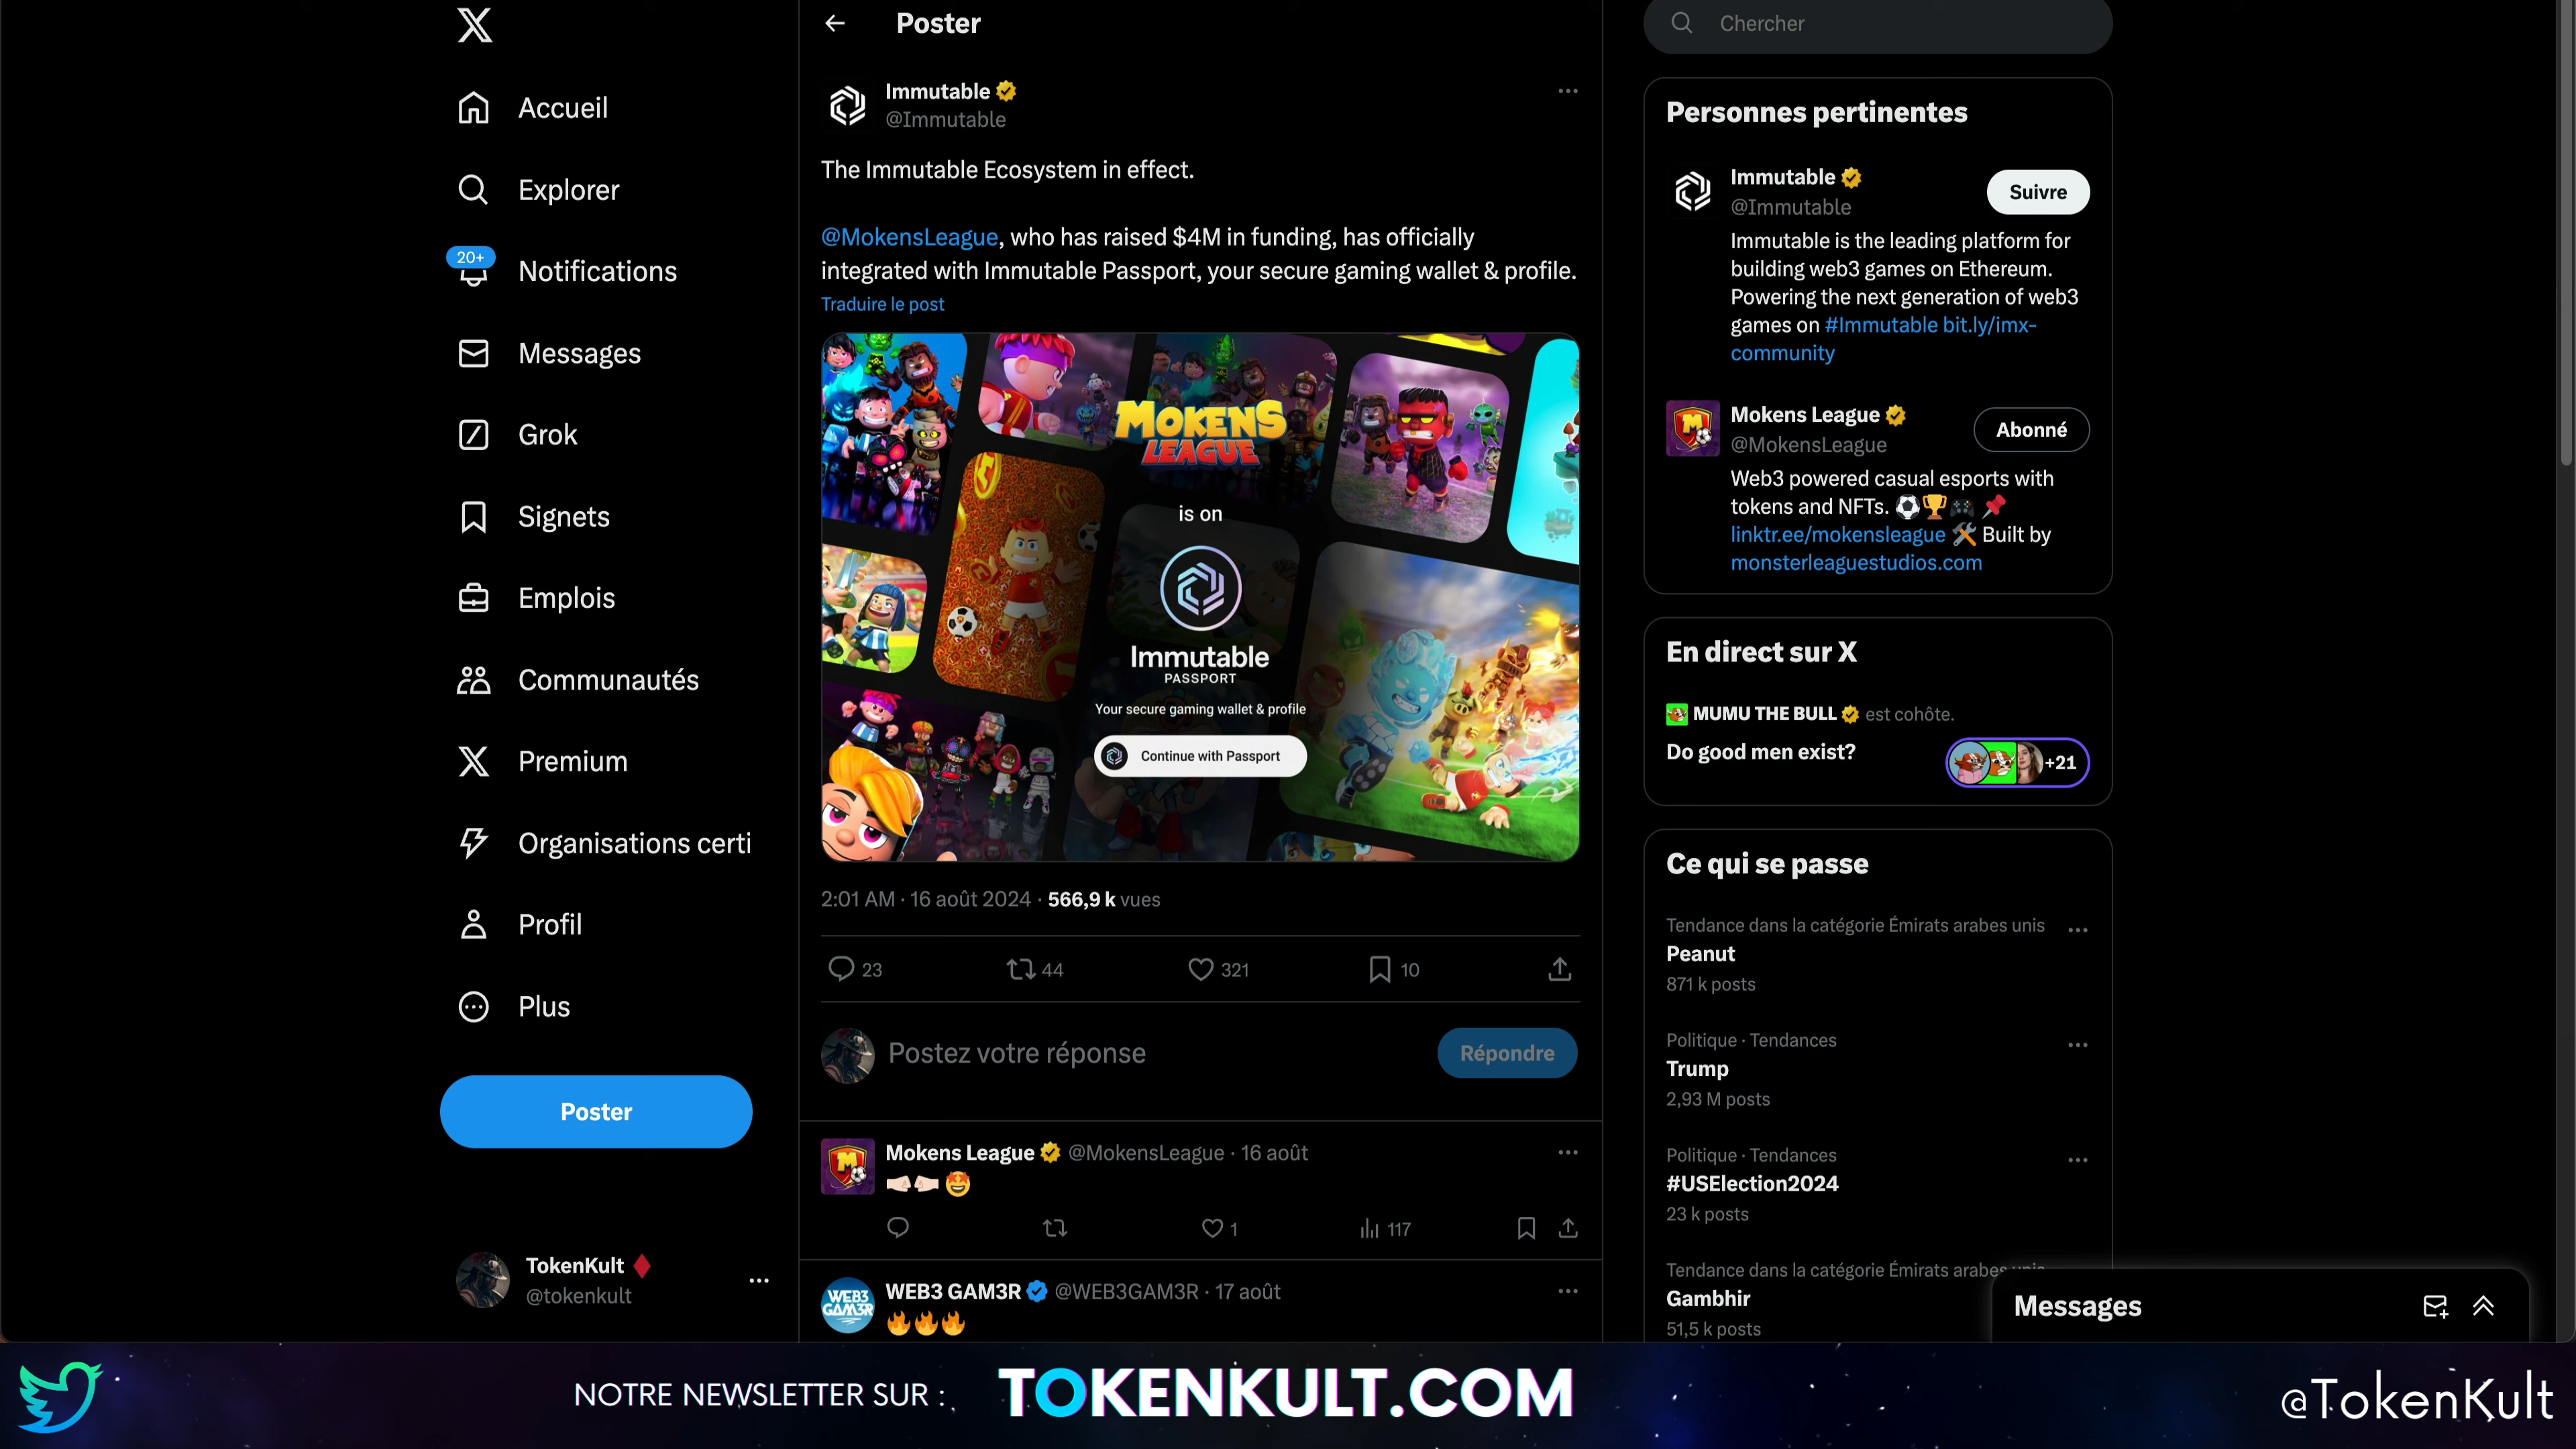 Accueil
Explorer
20+
Notifications
Messages
Grok
Signets
Emplois
Communautés
Premium
Organisations certi
Profil
Plus
Poster
TokenKult
@tokenkult
Poster
Immutable
@Immutable
The Immutable Ecosystem in effect.
@MokensLeague, who has raised $4M in funding, has officially
integrated with Immutable Passport, your secure gaming wallet & profile.
Traduire le post
MOKENS
LEAGUE
is on
Immutable
PASSPORT
Your secure gaming wallet & profile
Continue with Passport
2:01 AM · 16 août 2024 · 566,9 k vues
23
44
321
10
Postez votre réponse
Répondre
Mokens League @MokensLeague · 16 août
1
117
WEB3
GAM3R
WEB3 GAM3R @WEB3GAM3R · 17 août
Chercher
Personnes pertinentes
Immutable
@Immutable
Suivre
Immutable is the leading platform for
building web3 games on Ethereum.
Powering the next generation of web3
games on #Immutable bit.ly/imx-
community
Mokens League
@MokensLeague
Abonné
Web3 powered casual esports with
tokens and NFTs.
linktr.ee/mokensleague Built by
monsterleaguestudios.com
En direct sur X
MUMU THE BULL est cohôte.
Do good men exist?
+21
Ce qui se passe
Tendance dans la catégorie Émirats arabes unis
Peanut
871 k posts
Politique · Tendances
Trump
2,93 M posts
Politique · Tendances
#USElection2024
23 k posts
Tendance dans la catégorie Émirats arabes unis
Gambhir
51,5 k posts
Messages
NOTRE NEWSLETTER SUR :
TOKENKULT.COM
@TokenKult